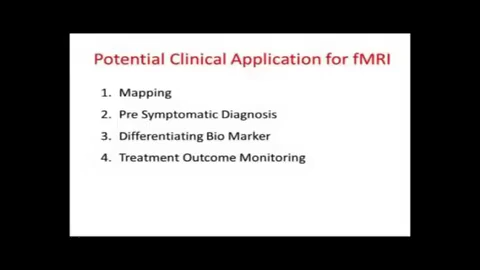 Potential Clinical Application for fMRI
1. Mapping
2. Pre Symptomatic Diagnosis
3. Differentiating Bio Marker
4. Treatment Outcome Monitoring